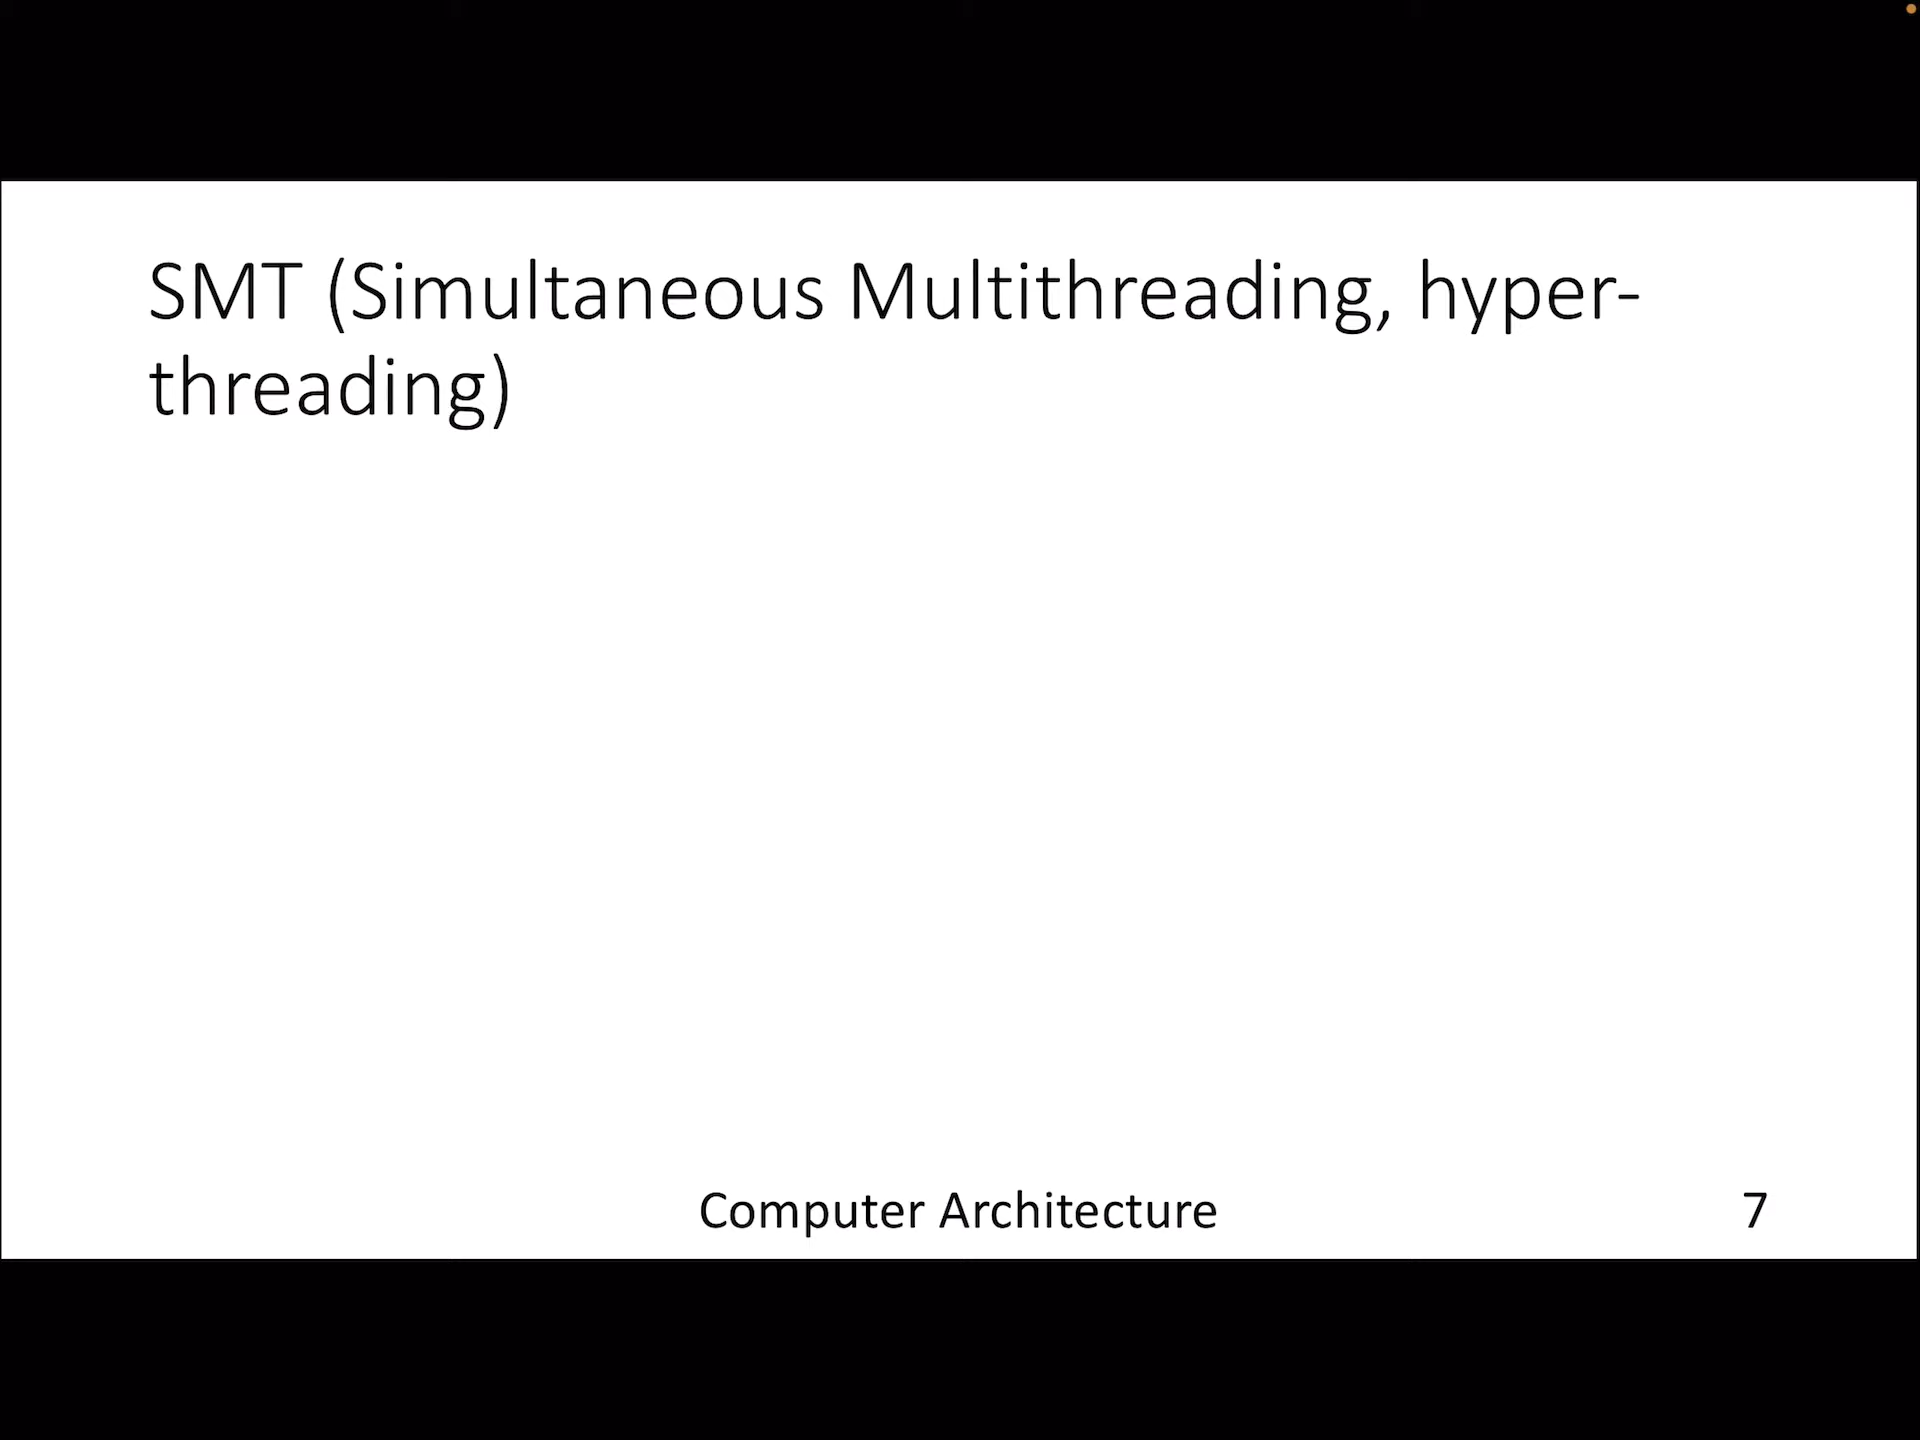 SMT (Simultaneous Multithreading, hyper-
threading)
Computer Architecture
7